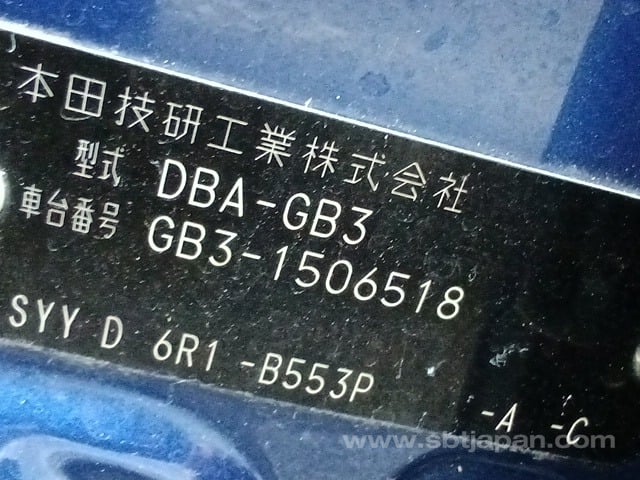 本田技研工業株式会社
型式 DBA-GB3
車台番号 GB3-1506518
SYY D 6R1 -B553P -A -C
www.sbtjapan.com